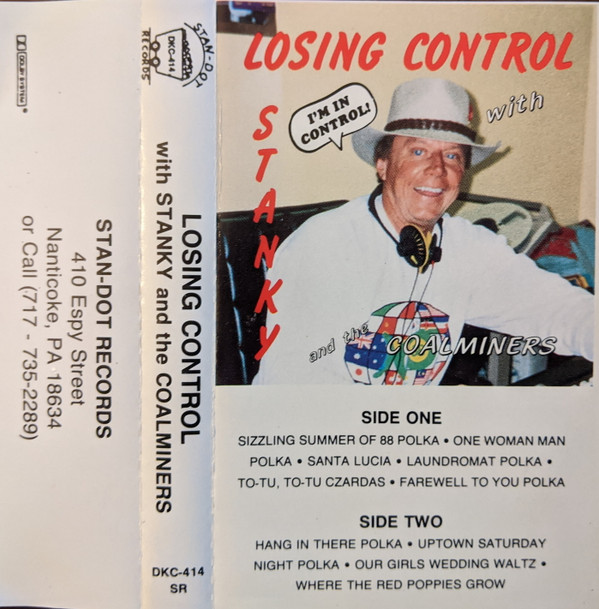 DOLBY SYSTEM®
STAN-DOT RECORDS
410 Espy Street
Nanticoke, PA 18634
or Call (717 - 735-2289)
STAN-DOT
DKC-414
RECORDS
LOSING CONTROL
with STANKY and the COALMINERS
DKC-414
SR
LOSING CONTROL
with
STANKY
I'M IN
CONTROL!
and the COALMINERS
SIDE ONE
SIZZLING SUMMER OF 88 POLKA • ONE WOMAN MAN
POLKA • SANTA LUCIA • LAUNDROMAT POLKA •
TO-TU, TO-TU CZARDAS • FAREWELL TO YOU POLKA
SIDE TWO
HANG IN THERE POLKA • UPTOWN SATURDAY
NIGHT POLKA • OUR GIRLS WEDDING WALTZ •
WHERE THE RED POPPIES GROW